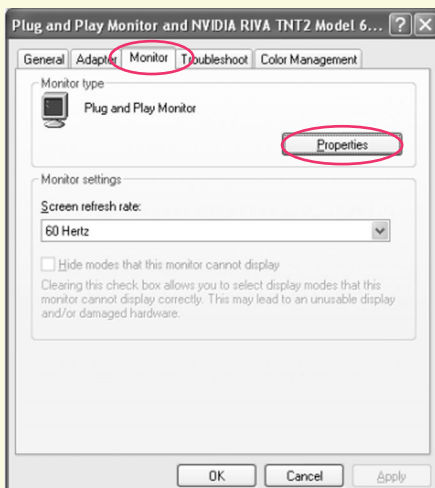 Plug and Play Monitor and NVIDIA RIVA TNT2 Model 6...
General Adapter Monitor Troubleshoot Color Management
Monitor type
Plug and Play Monitor
Properties
Monitor settings
Screen refresh rate:
60 Hertz
Hide modes that this monitor cannot display
Clearing this check box allows you to select display modes that this
monitor cannot display correctly. This may lead to an unusable display
and/or damaged hardware.
OK Cancel Apply